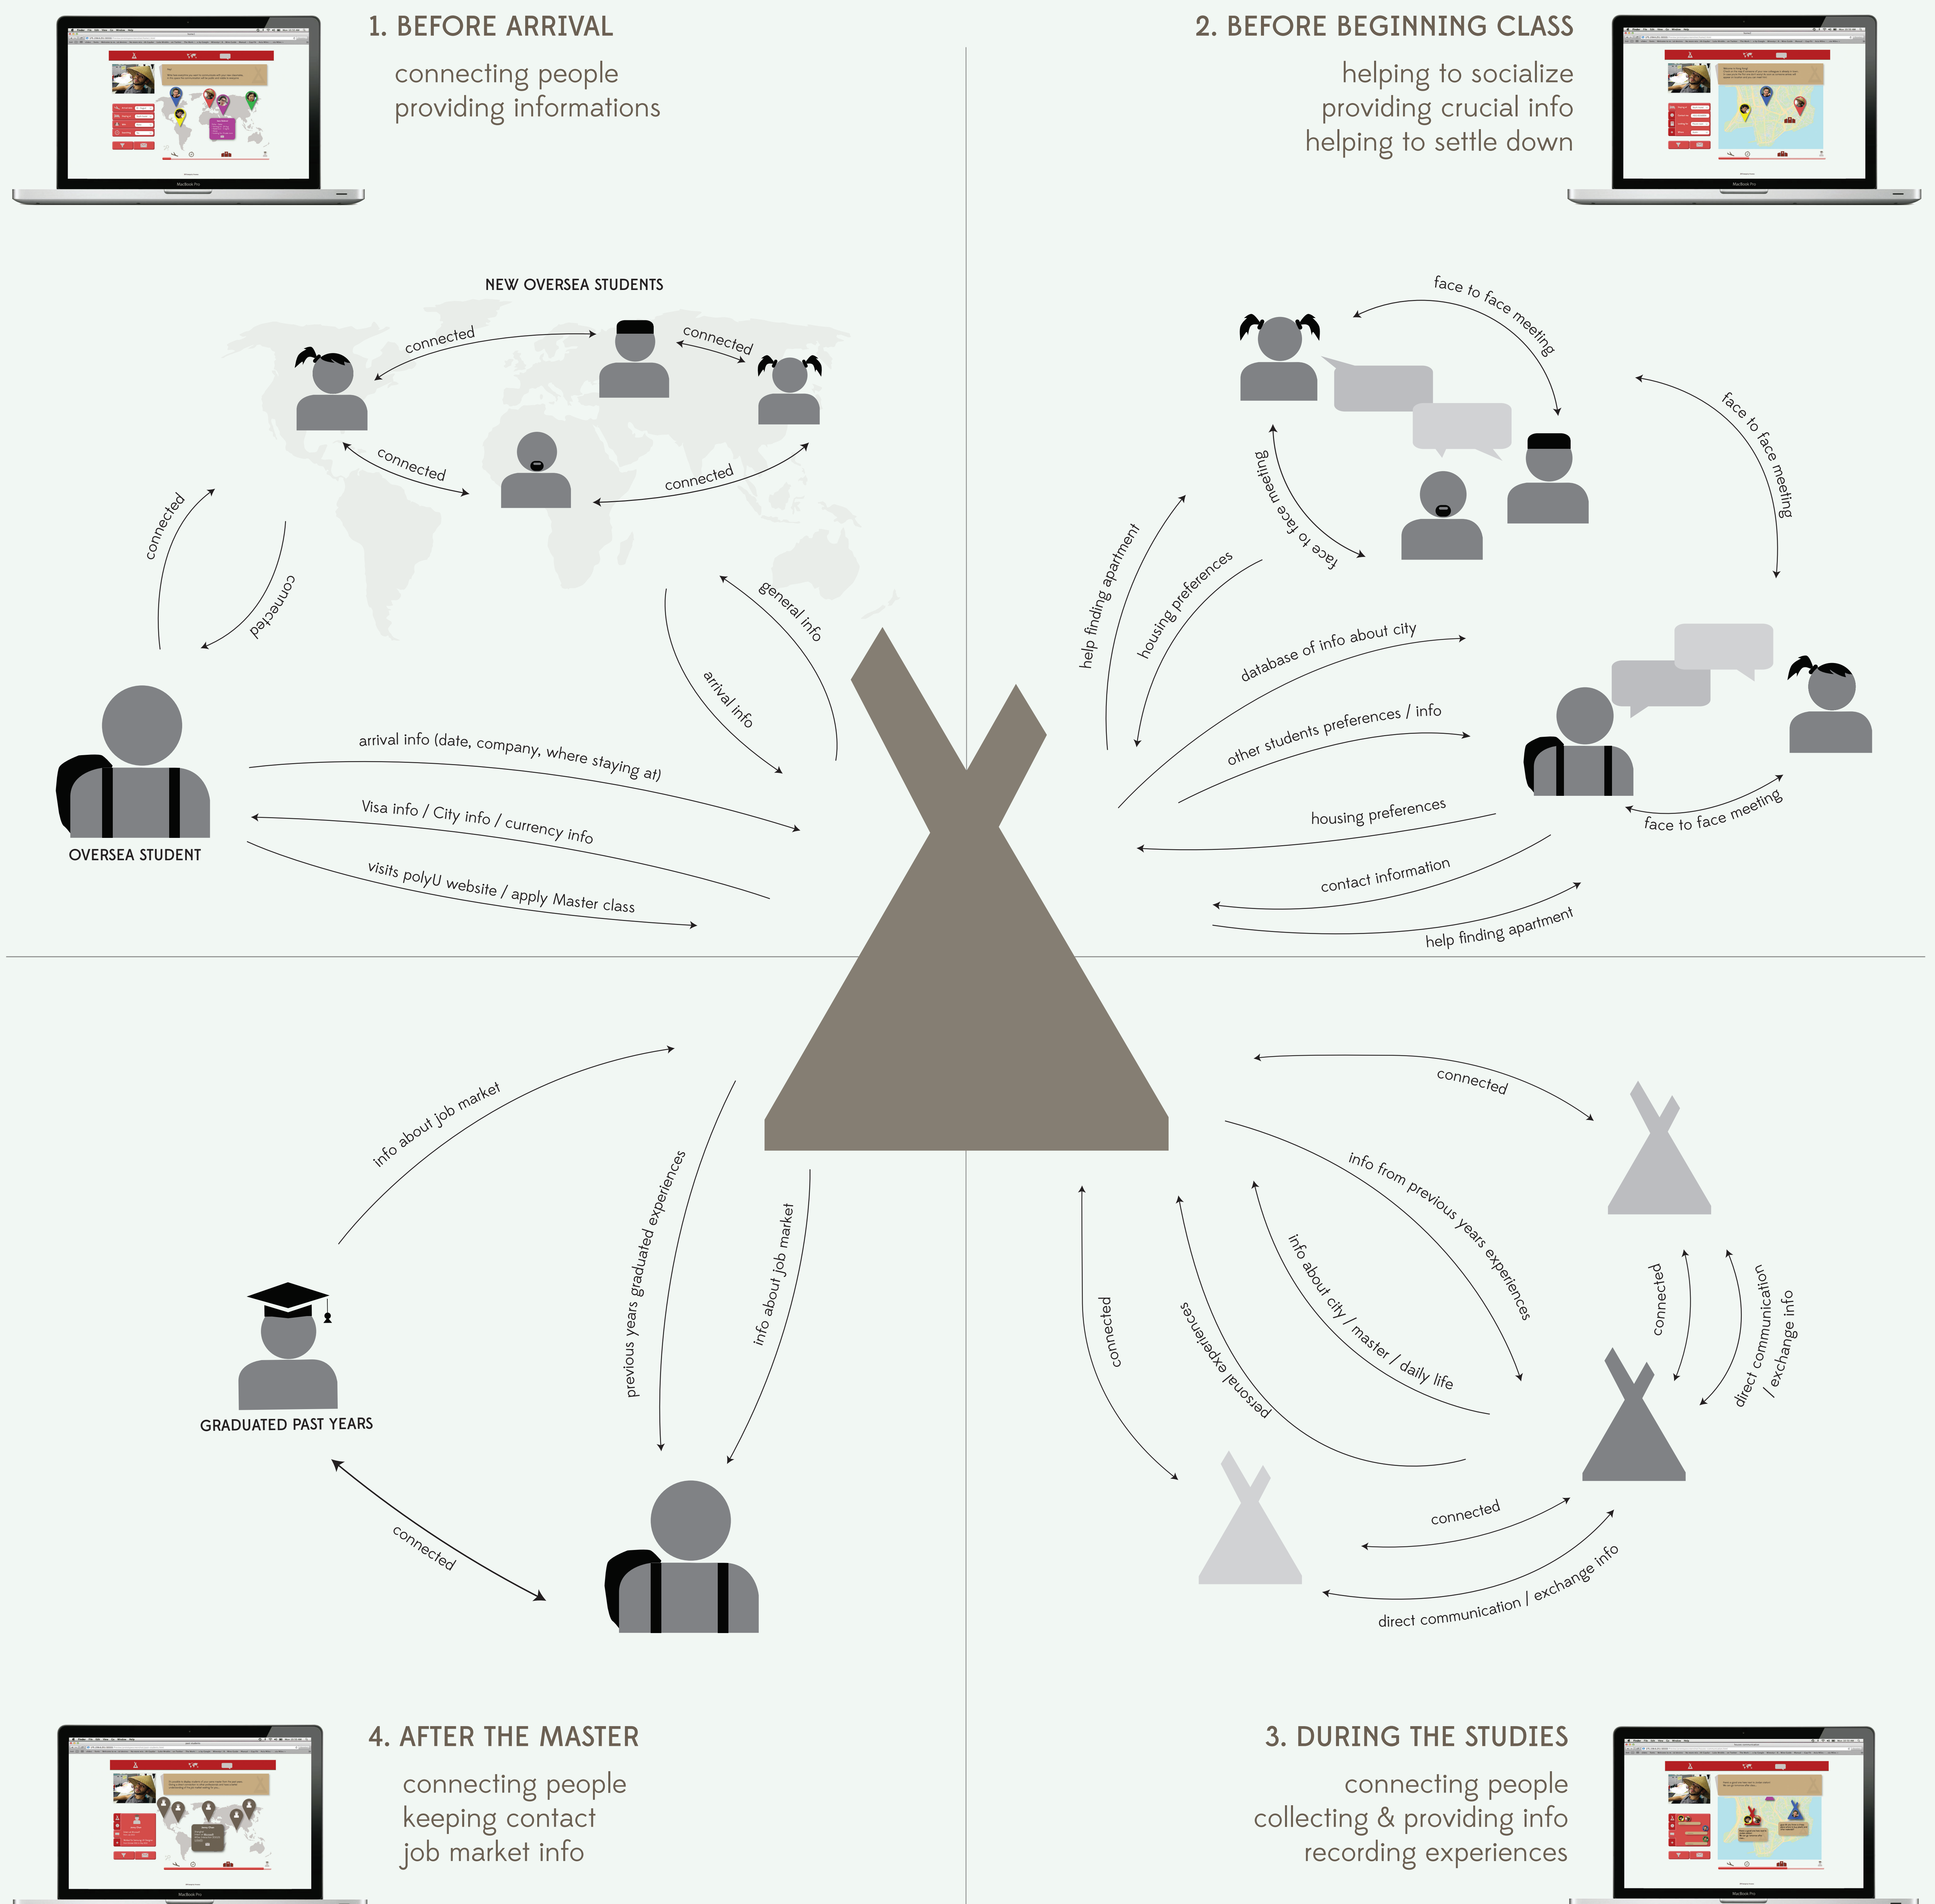 1. BEFORE ARRIVAL
connecting people
providing informations
MacBook Pro
2. BEFORE BEGINNING CLASS
helping to socialize
providing crucial info
helping to settle down
MacBook Pro
NEW OVERSEA STUDENTS
connected
connected
connected
connected
connected
connected
general info
arrival info
arrival info (date, company, where staying at)
Visa info / City info / currency info
visits polyU website / apply Master class
OVERSEA STUDENT
face to face meeting
face to face meeting
face to face meeting
help finding apartment
housing preferences
database of info about city
other students preferences / info
housing preferences
contact information
help finding apartment
face to face meeting
info about job market
previous years graduated experiences
info about job market
GRADUATED PAST YEARS
connected
connected
info from previous years experiences
info about city / master / daily life
personal experiences
connected
connected
direct communication
/ exchange info
connected
direct communication / exchange info
4. AFTER THE MASTER
connecting people
keeping contact
job market info
MacBook Pro
3. DURING THE STUDIES
connecting people
collecting & providing info
recording experiences
MacBook Pro